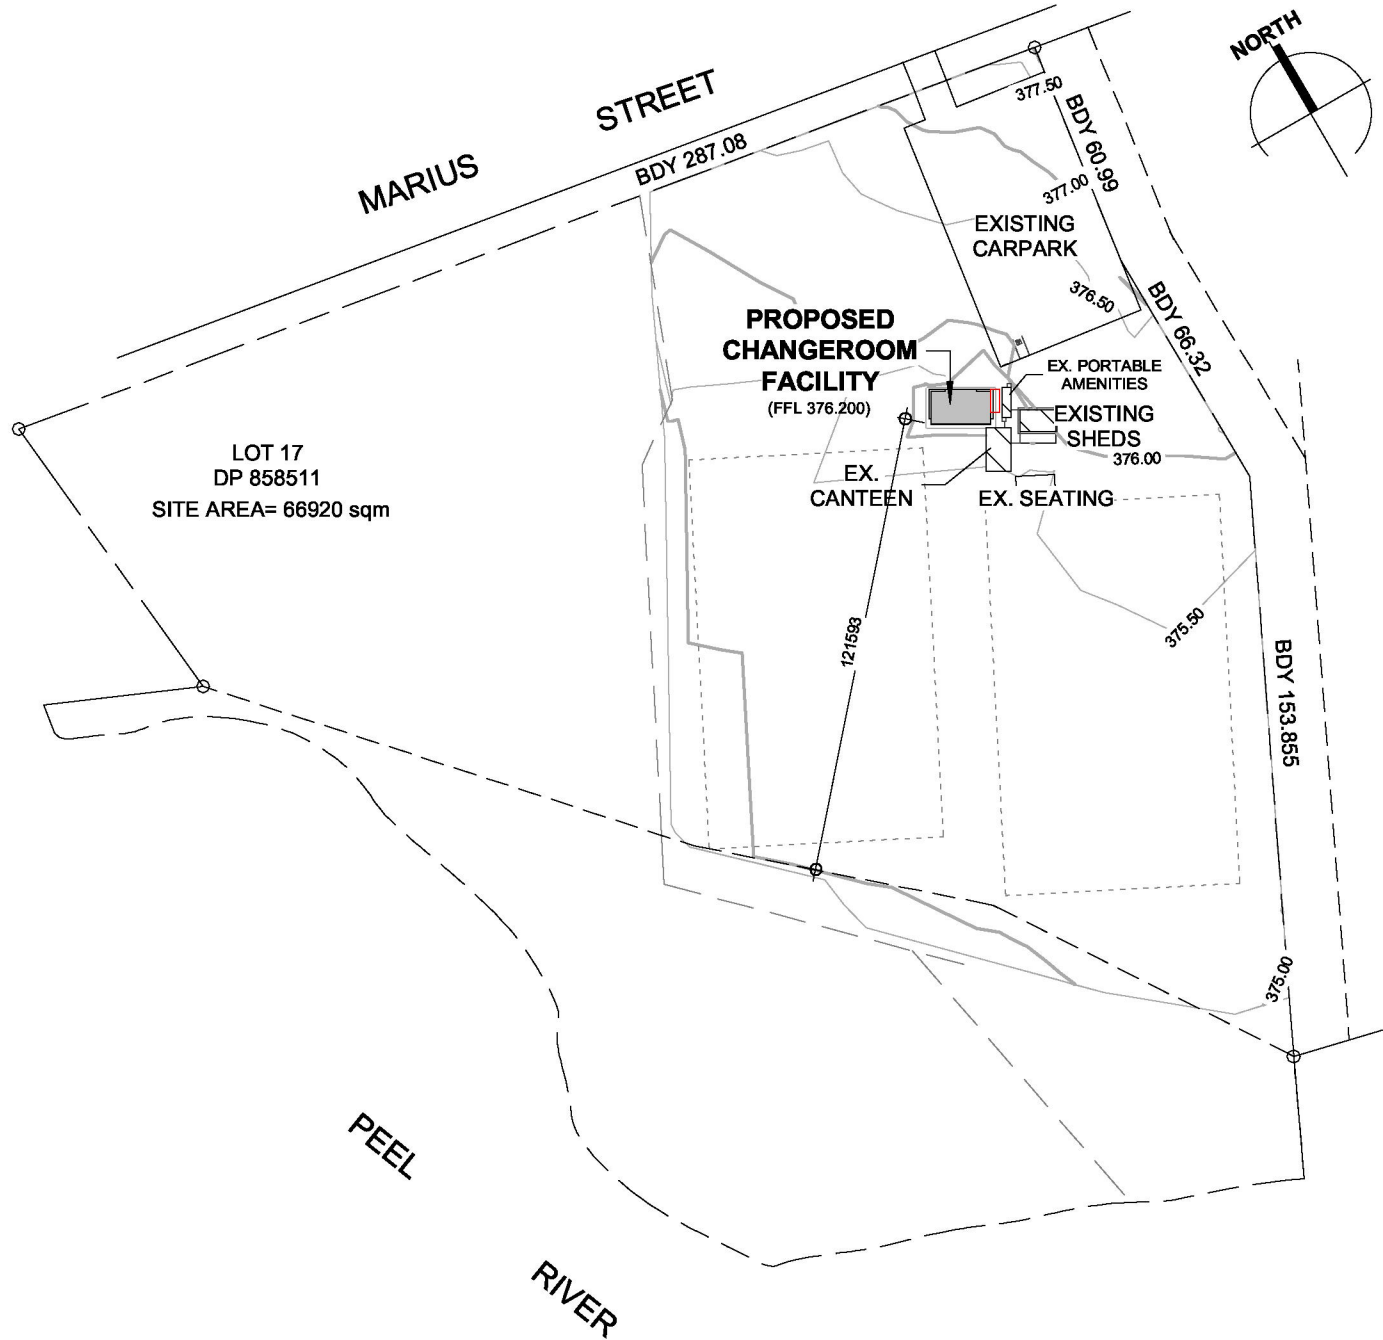 NORTH
MARIUS STREET
BDY 287.08
377.50
BDY 60.99
377.00
EXISTING
CARPARK
376.50
BDY 66.32
PROPOSED
CHANGEROOM
FACILITY
(FFL 376.200)
EX. PORTABLE
AMENITIES
EXISTING
SHEDS
376.00
LOT 17
DP 858511
SITE AREA= 66920 sqm
EX.
CANTEEN
EX. SEATING
121593
375.50
BDY 153.855
375.00
PEEL
RIVER